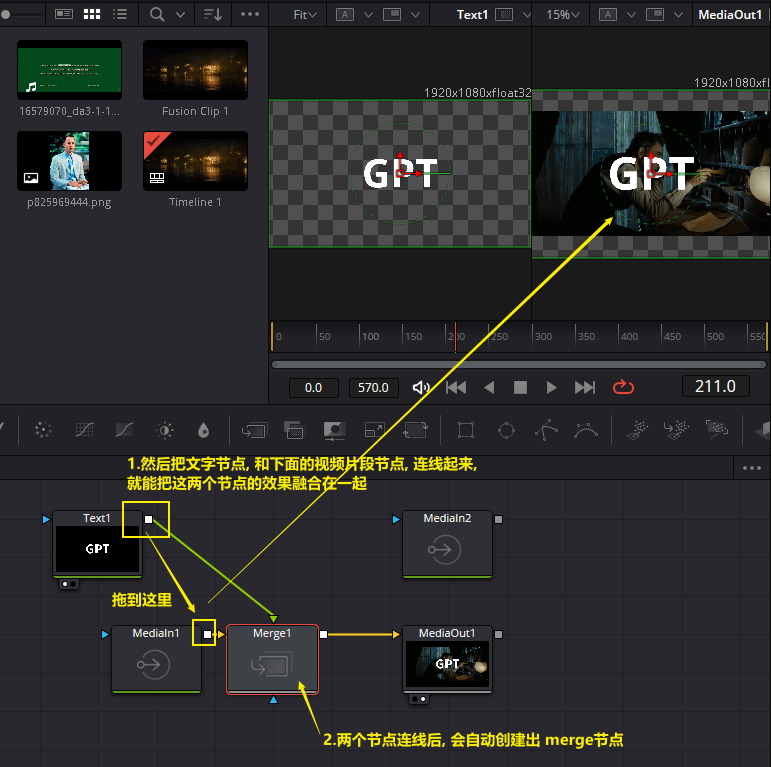 Fit
A
Text1
15%
A
MediaOut1
16579070_da3-1-1...
Fusion Clip 1
p825969444.png
Timeline 1
1920x1080xfloat32
1920x1080xfl
GPT
GPT
0
50
100
150
200
250
300
350
400
450
500
550
0.0
570.0
211.0
1.然后把文字节点, 和下面的视频片段节点, 连线起来,
就能把这两个节点的效果融合在一起
Text1
GPT
MediaIn2
拖到这里
MediaIn1
Merge1
MediaOut1
GPT
2.两个节点连线后, 会自动创建出 merge节点